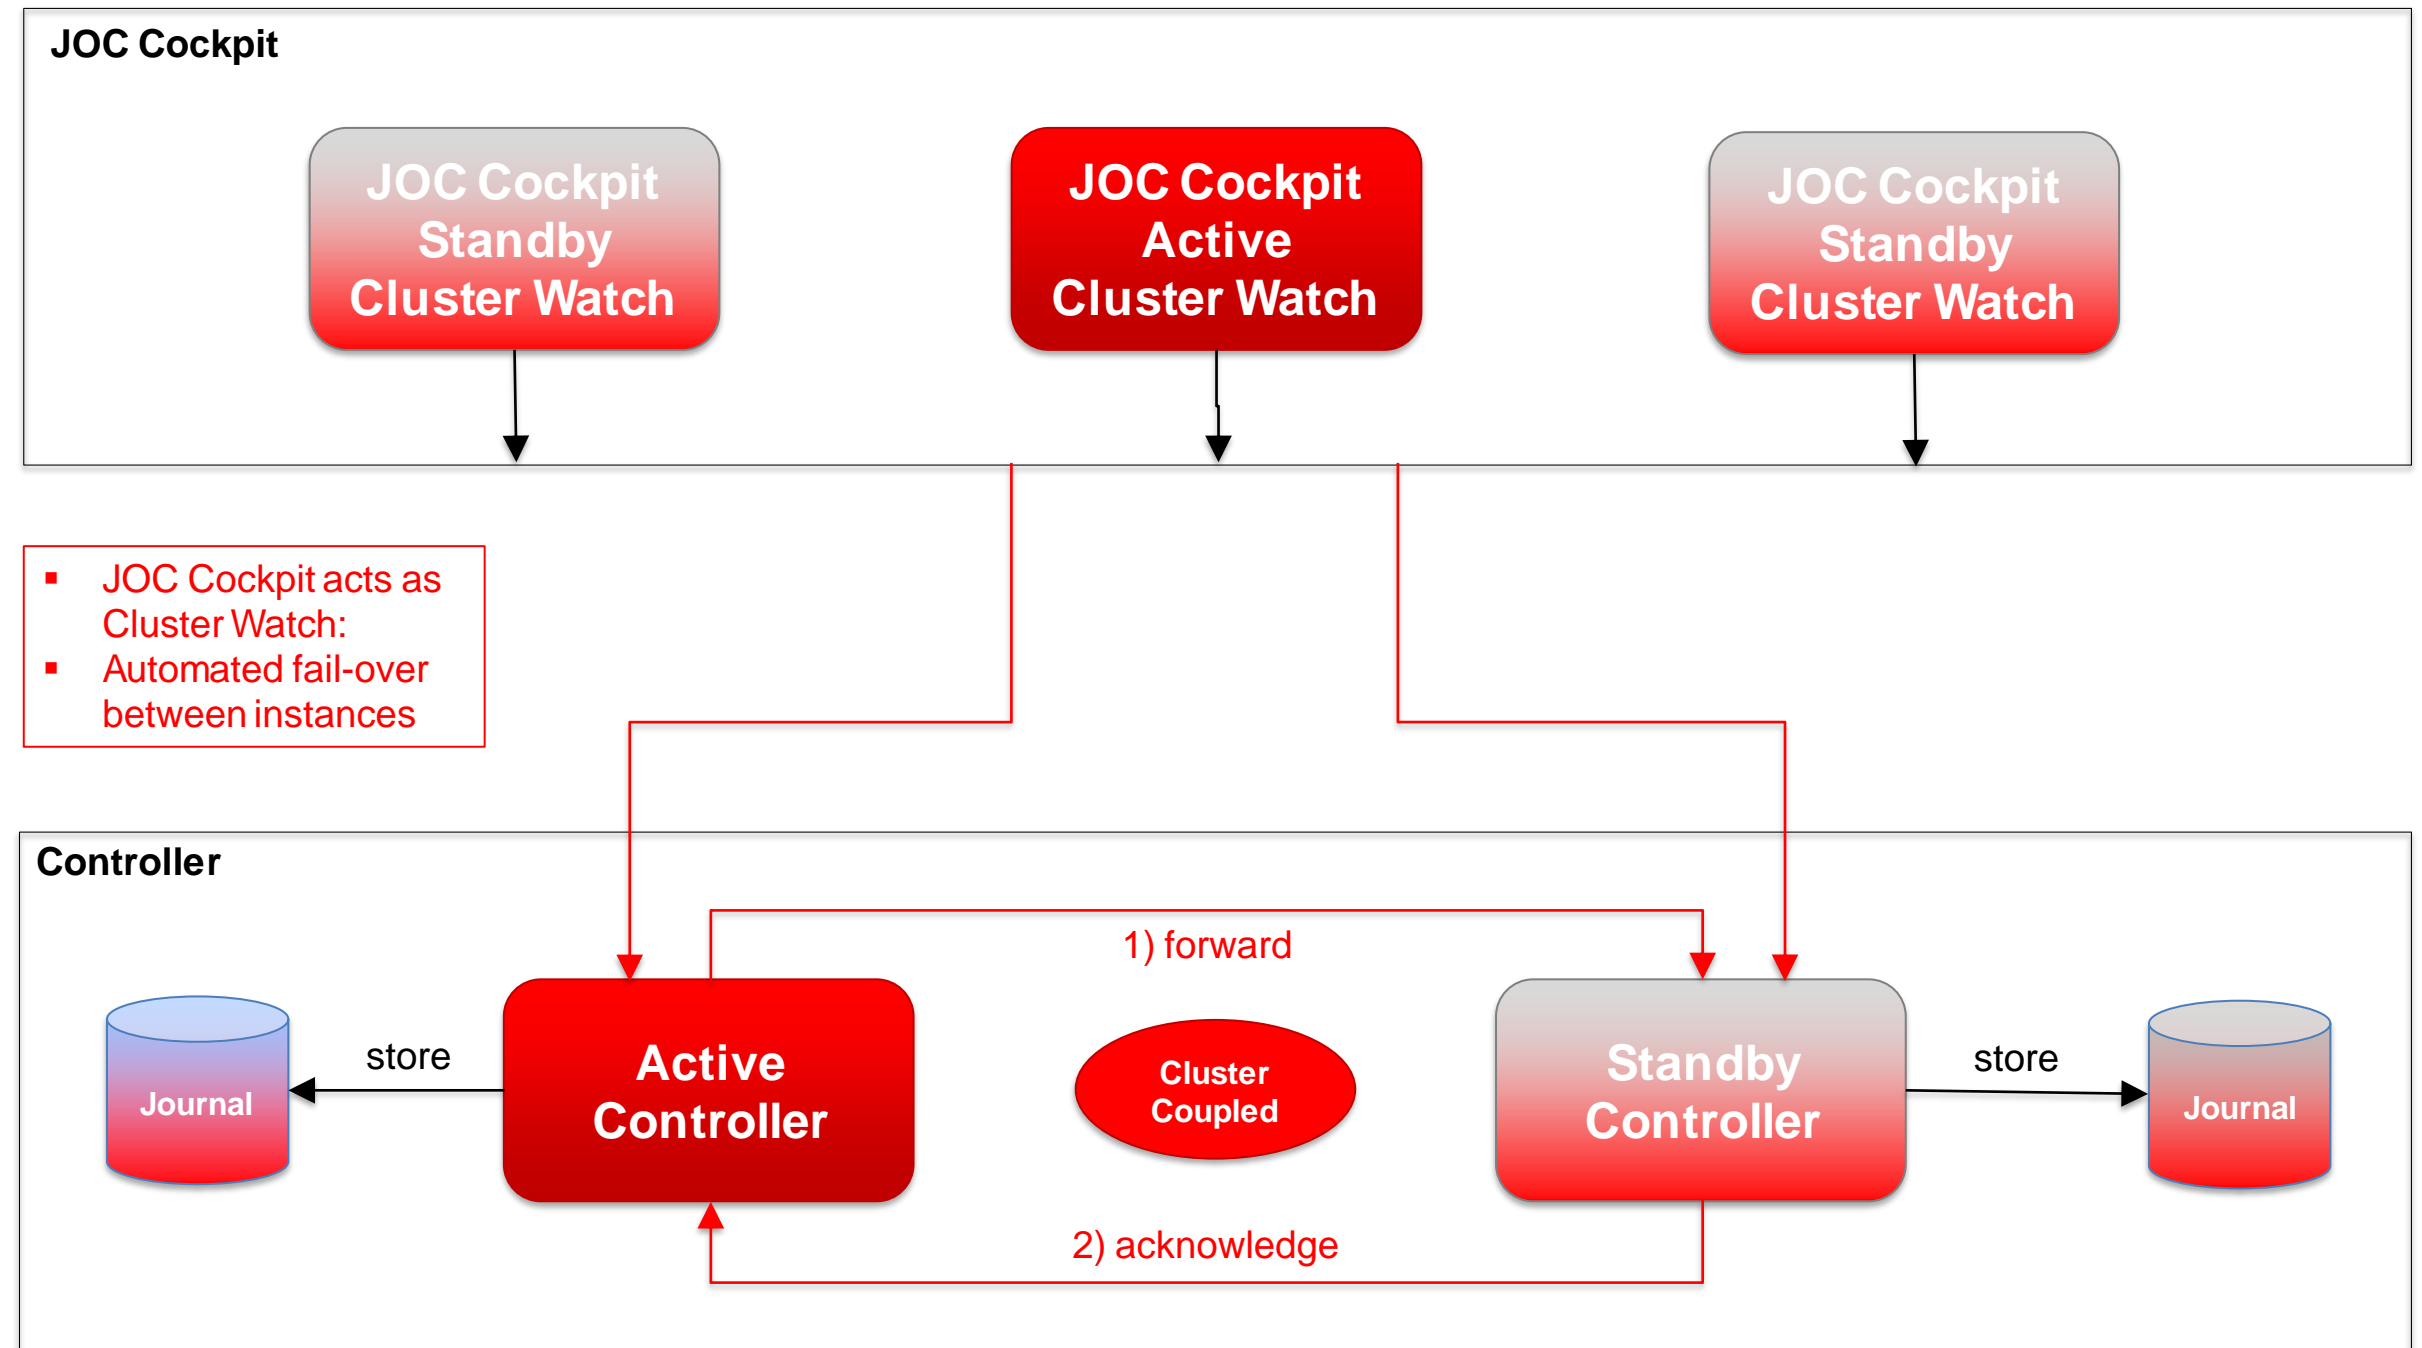 JOC Cockpit
JOC Cockpit
Standby
Cluster Watch
JOC Cockpit
Active
Cluster Watch
JOC Cockpit
Standby
Cluster Watch
▪ JOC Cockpit acts as
Cluster Watch:
▪ Automated fail-over
between instances
Controller
1) forward
Journal
store
Active
Controller
Cluster
Coupled
Standby
Controller
store
Journal
2) acknowledge